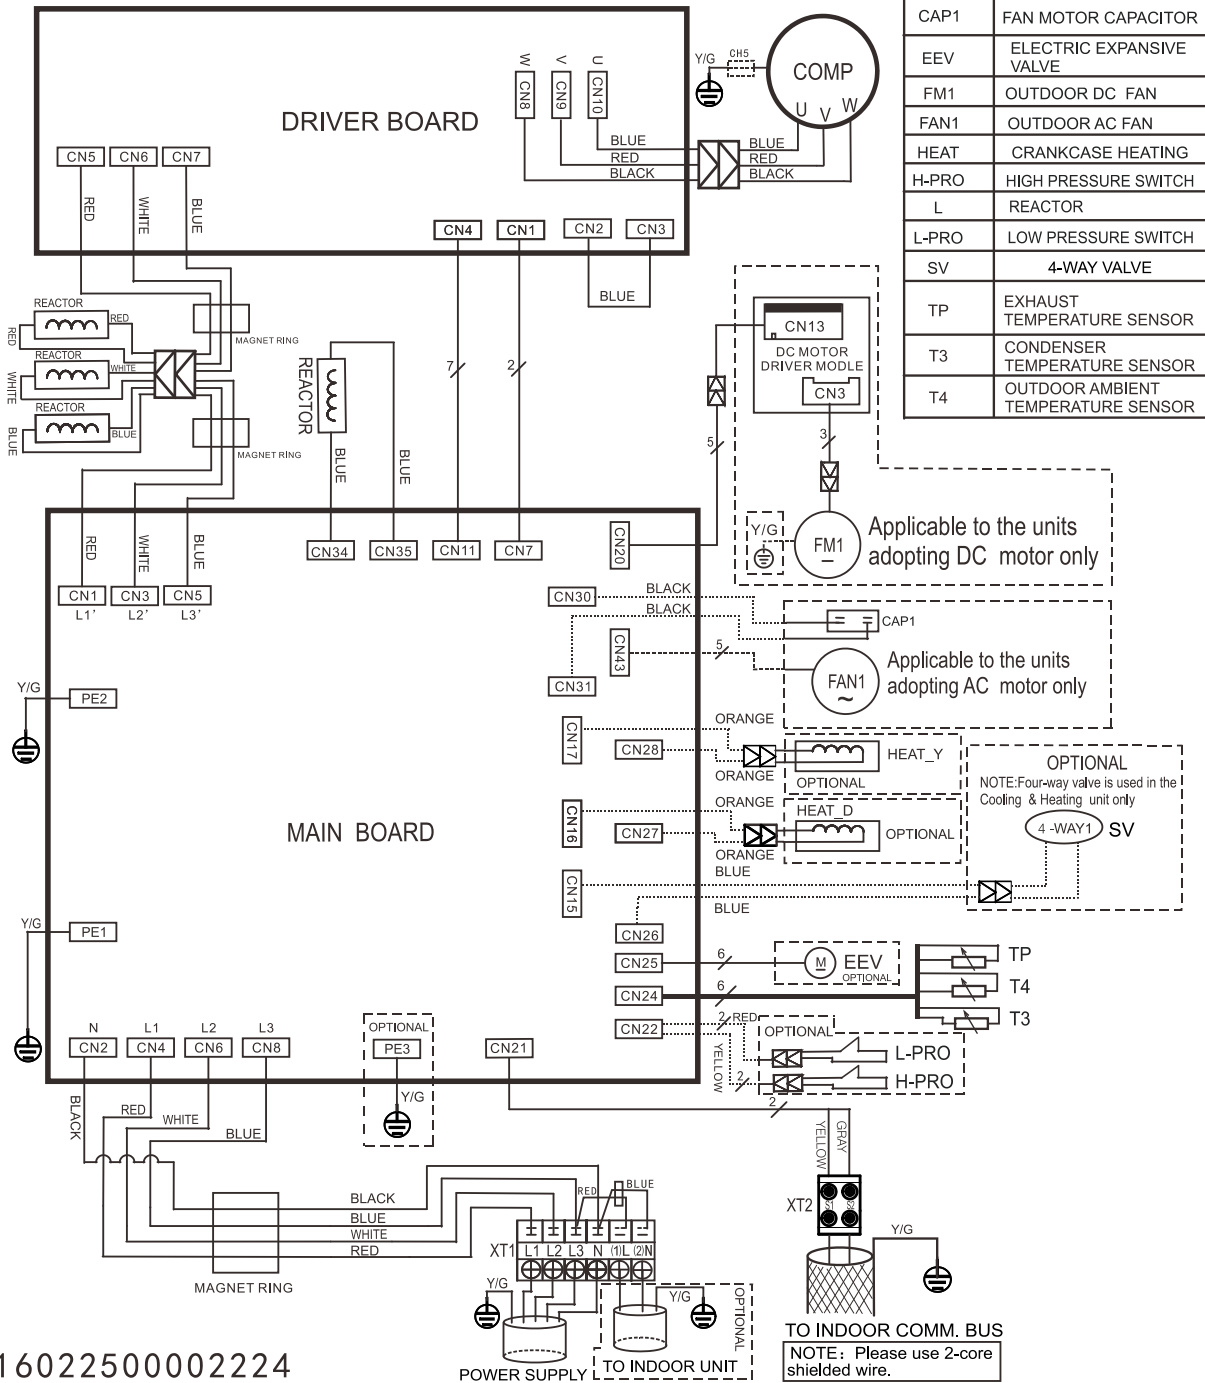 CAP1 FAN MOTOR CAPACITOR
EEV ELECTRIC EXPANSIVE
VALVE
FM1 OUTDOOR DC FAN
FAN1 OUTDOOR AC FAN
HEAT CRANKCASE HEATING
H-PRO HIGH PRESSURE SWITCH
L REACTOR
L-PRO LOW PRESSURE SWITCH
SV 4-WAY VALVE
TP EXHAUST
TEMPERATURE SENSOR
T3 CONDENSER
TEMPERATURE SENSOR
T4 OUTDOOR AMBIENT
TEMPERATURE SENSOR
DRIVER BOARD
W V U
CN8 CN9 CN10
BLUE
RED
BLACK
BLUE
RED
BLACK
Y/G CH5
COMP
U V W
CN5 CN6 CN7
RED WHITE BLUE
CN4 CN1 CN2 CN3
BLUE
REACTOR
RED RED
REACTOR
WHITE WHITE
REACTOR
BLUE BLUE
MAGNET RING
MAGNET RING
REACTOR
BLUE BLUE
7 2
CN13
DC MOTOR
DRIVER MODLE
CN3
5 3
Y/G
FM1
Applicable to the units
adopting DC motor only
RED WHITE BLUE
CN1 CN3 CN5
L1' L2' L3'
CN34 CN35 CN11 CN7
CN20
CN30 BLACK
BLACK
CAP1
CN43 5
CN31
FAN1
~
Applicable to the units
adopting AC motor only
Y/G PE2
MAIN BOARD
CN17 ORANGE
CN28 ORANGE
HEAT_Y
OPTIONAL
CN16 ORANGE
CN27 ORANGE
HEAT_D
OPTIONAL
OPTIONAL
NOTE:Four-way valve is used in the
Cooling & Heating unit only
4 -WAY1 SV
CN15 BLUE
CN26 BLUE
Y/G PE1
CN25 6 M EEV
OPTIONAL
CN24 6
TP
T4
T3
CN22 2 RED
YELLOW 2
OPTIONAL
L-PRO
H-PRO
N L1 L2 L3
CN2 CN4 CN6 CN8
OPTIONAL
PE3
Y/G
CN21
2
BLACK RED WHITE BLUE
YELLOW GRAY
XT2
Y/G
TO INDOOR COMM. BUS
NOTE: Please use 2-core
shielded wire.
BLACK
BLUE
WHITE
RED
MAGNET RING
RED BLUE
XT1 L1 L2 L3 N (1)L (2)N
Y/G
POWER SUPPLY
Y/G
OPTIONAL
TO INDOOR UNIT
16022500002224